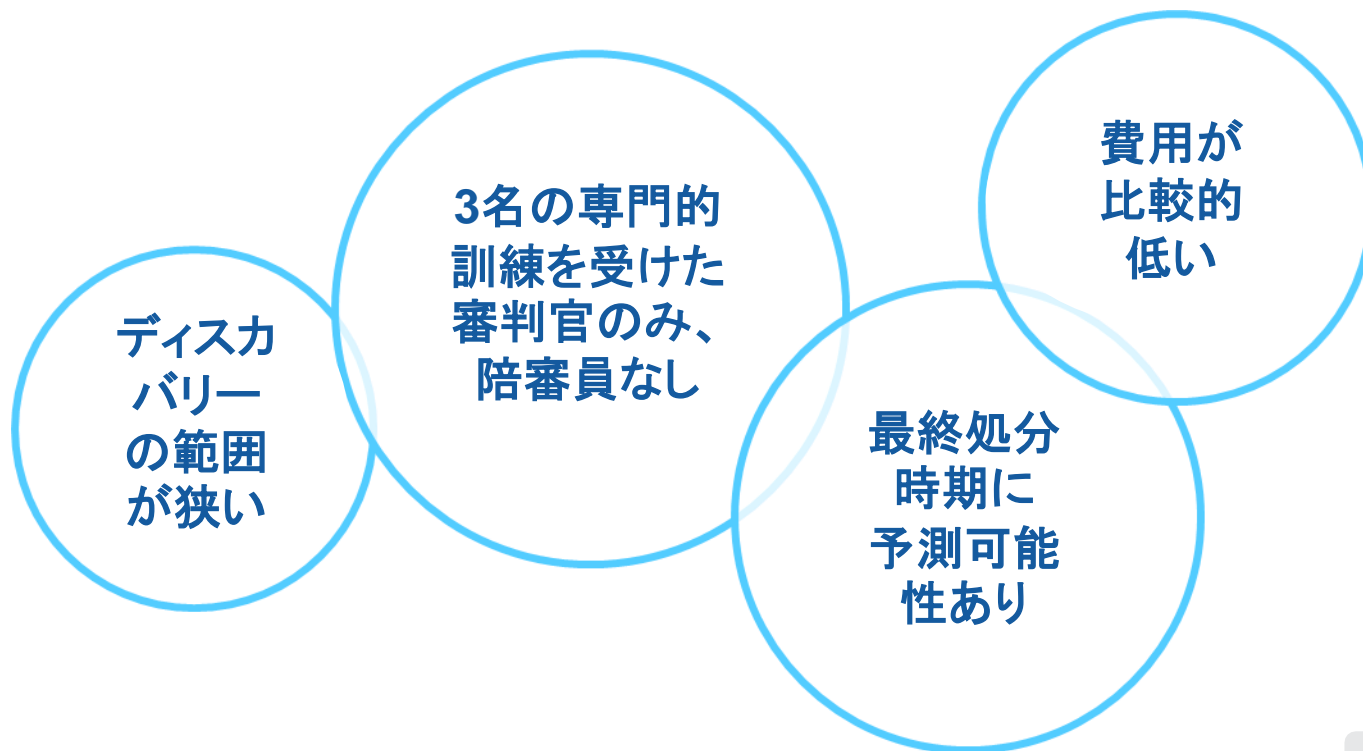 ディスカ
バリー
の範囲
が狭い
3名の専門的
訓練を受けた
審判官のみ、
陪審員なし
最終処分
時期に
予測可能
性あり
費用が
比較的
低い